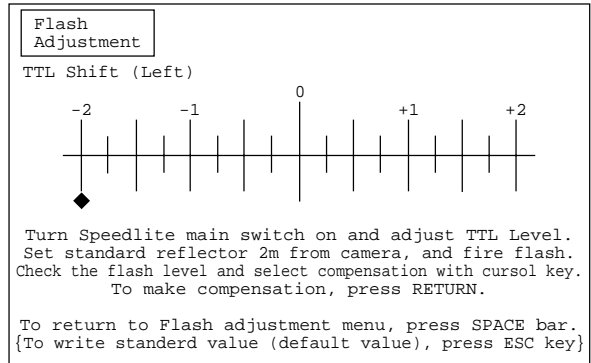 Flash
Adjustment
TTL Shift (Left)
0
-2 -1 +1 +2
Turn Speedlite main switch on and adjust TTL Level.
Set standard reflector 2m from camera, and fire flash.
Check the flash level and select compensation with cursol key.
To make compensation, press RETURN.
To return to Flash adjustment menu, press SPACE bar.
{To write standerd value (default value), press ESC key}